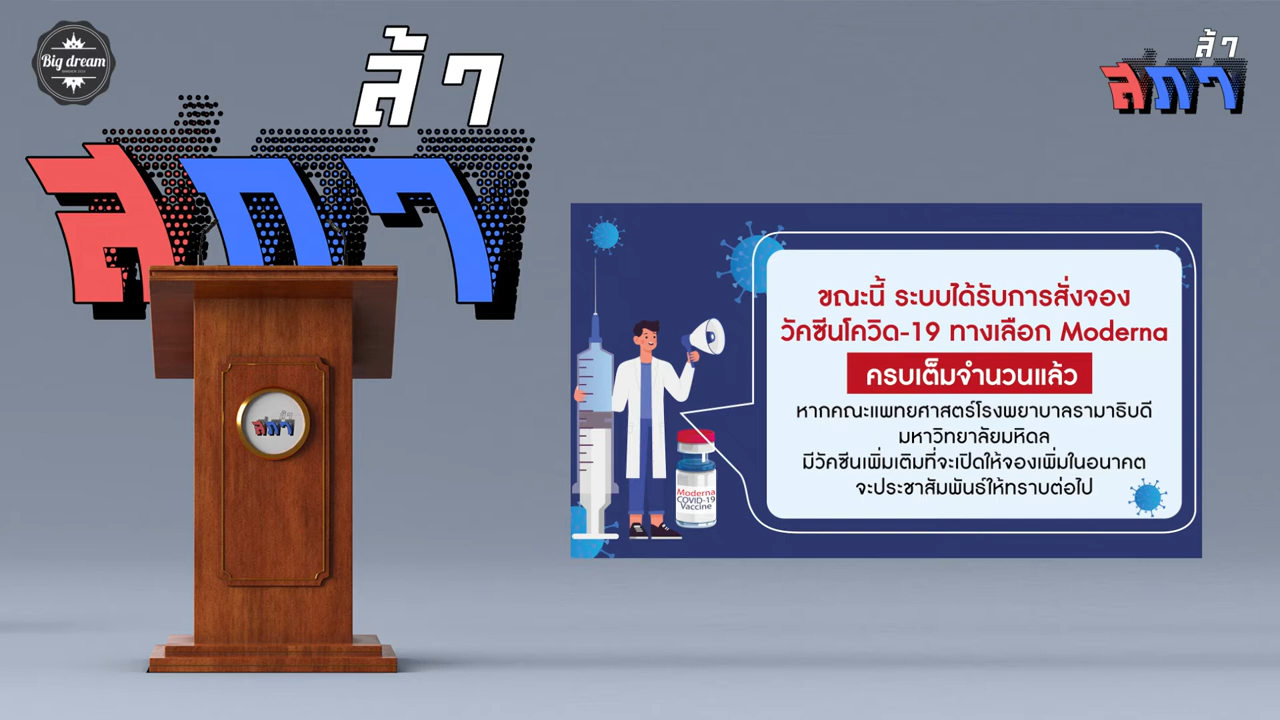 Big dream
ล้า
สภา
ล้า
สภา
ขณะนี้ ระบบได้รับการสั่งจอง
วัคซีนโควิด-19 ทางเลือก Moderna
ครบเต็มจำนวนแล้ว
หากคณะแพทยศาสตร์โรงพยาบาลรามาธิบดี
มหาวิทยาลัยมหิดล
มีวัคซีนเพิ่มเติมที่จะเปิดให้จองเพิ่มในอนาคต
จะประชาสัมพันธ์ให้ทราบต่อไป
Moderna
COVID-19
Vaccine
ล้า
สภา